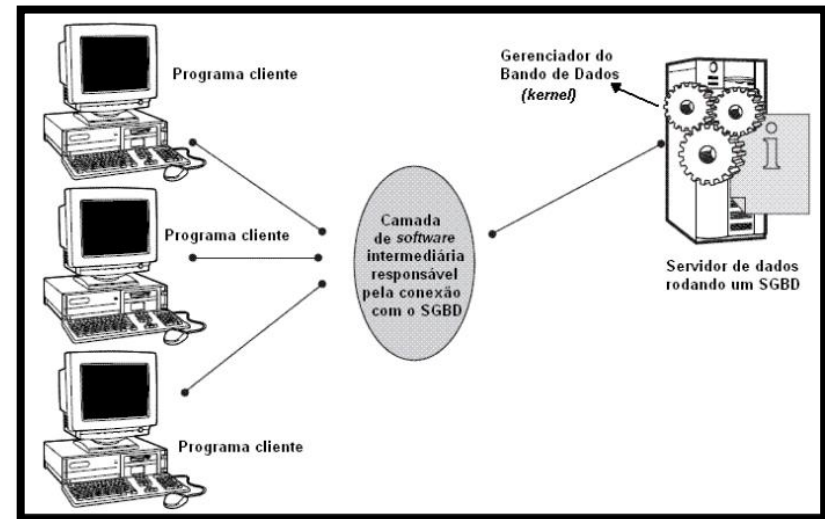 Programa cliente
Gerenciador do
Bando de Dados
(kernel)
i
Programa cliente
Camada
de software
intermediária
responsável
pela conexão
com o SGBD
Servidor de dados
rodando um SGBD
Programa cliente